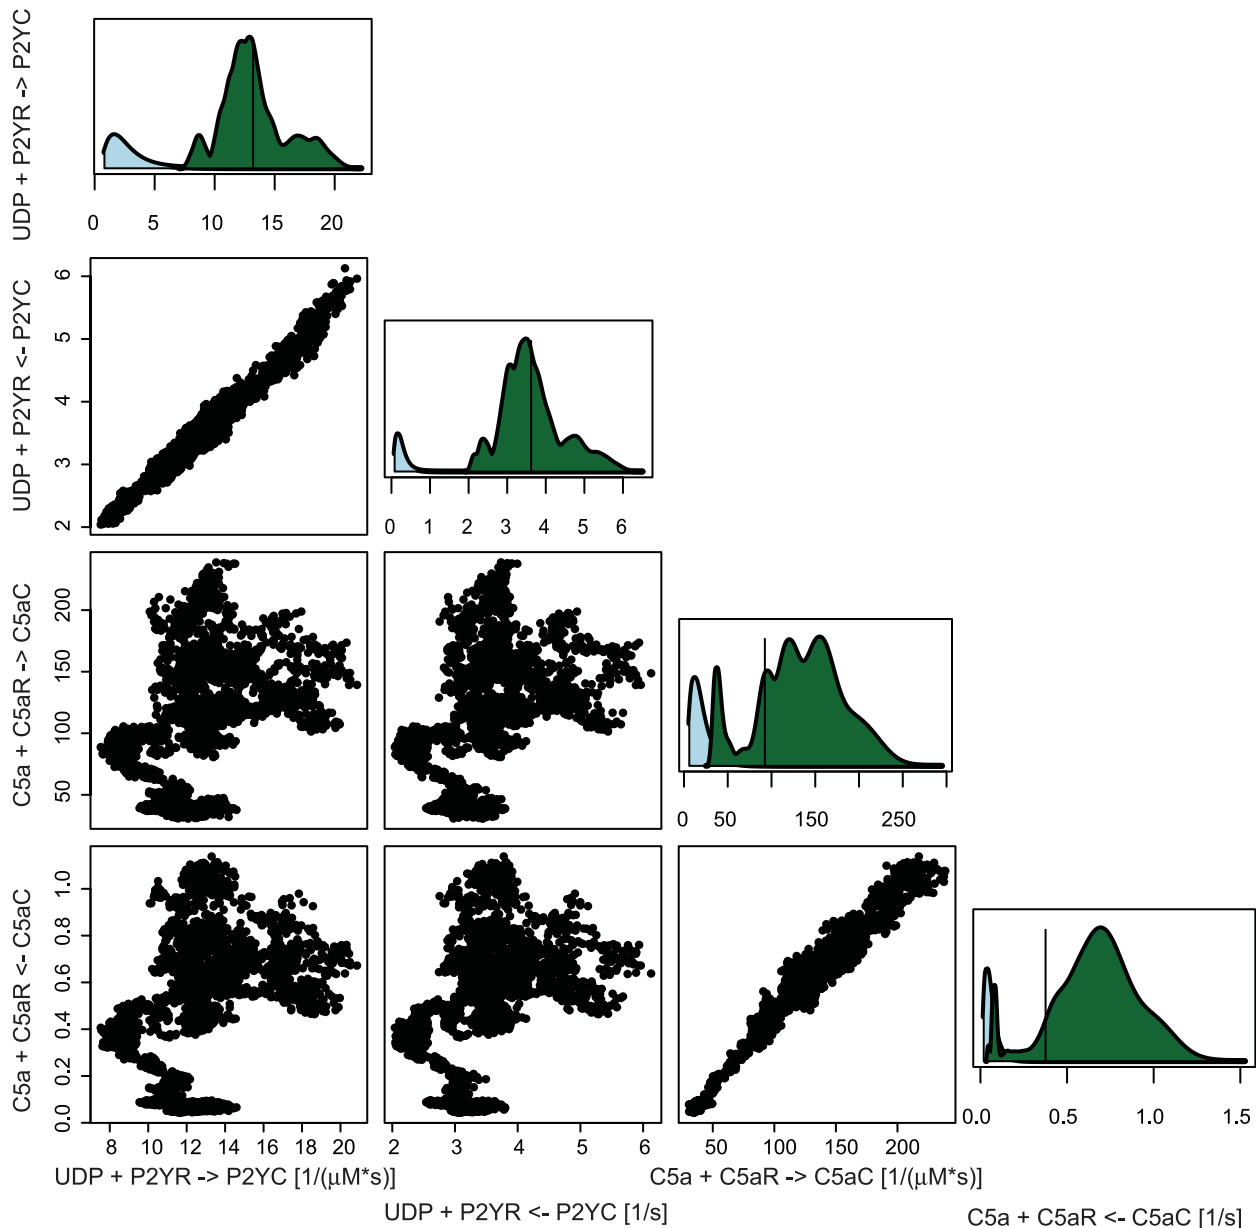 UDP + P2YR -> P2YC
0 5 10 15 20
UDP + P2YR <- P2YC
6
5
4
3
2
0 1 2 3 4 5 6
C5a + C5aR -> C5aC
200
150
100
50
0 50 150 250
C5a + C5aR <- C5aC
1.0
0.8
0.6
0.4
0.2
0.0
0.0 0.5 1.0 1.5
8 10 12 14 16 18 20
2 3 4 5 6
50 100 150 200
UDP + P2YR -> P2YC [1/(μM*s)]
C5a + C5aR -> C5aC [1/(μM*s)]
UDP + P2YR <- P2YC [1/s]
C5a + C5aR <- C5aC [1/s]